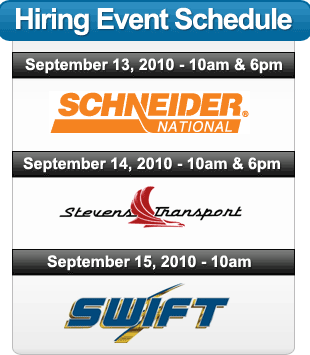 Hiring Event Schedule
September 13, 2010 - 10am & 6pm
SCHNEIDER®
NATIONAL
September 14, 2010 - 10am & 6pm
Stevens Transport
September 15, 2010 - 10am
SWIFT